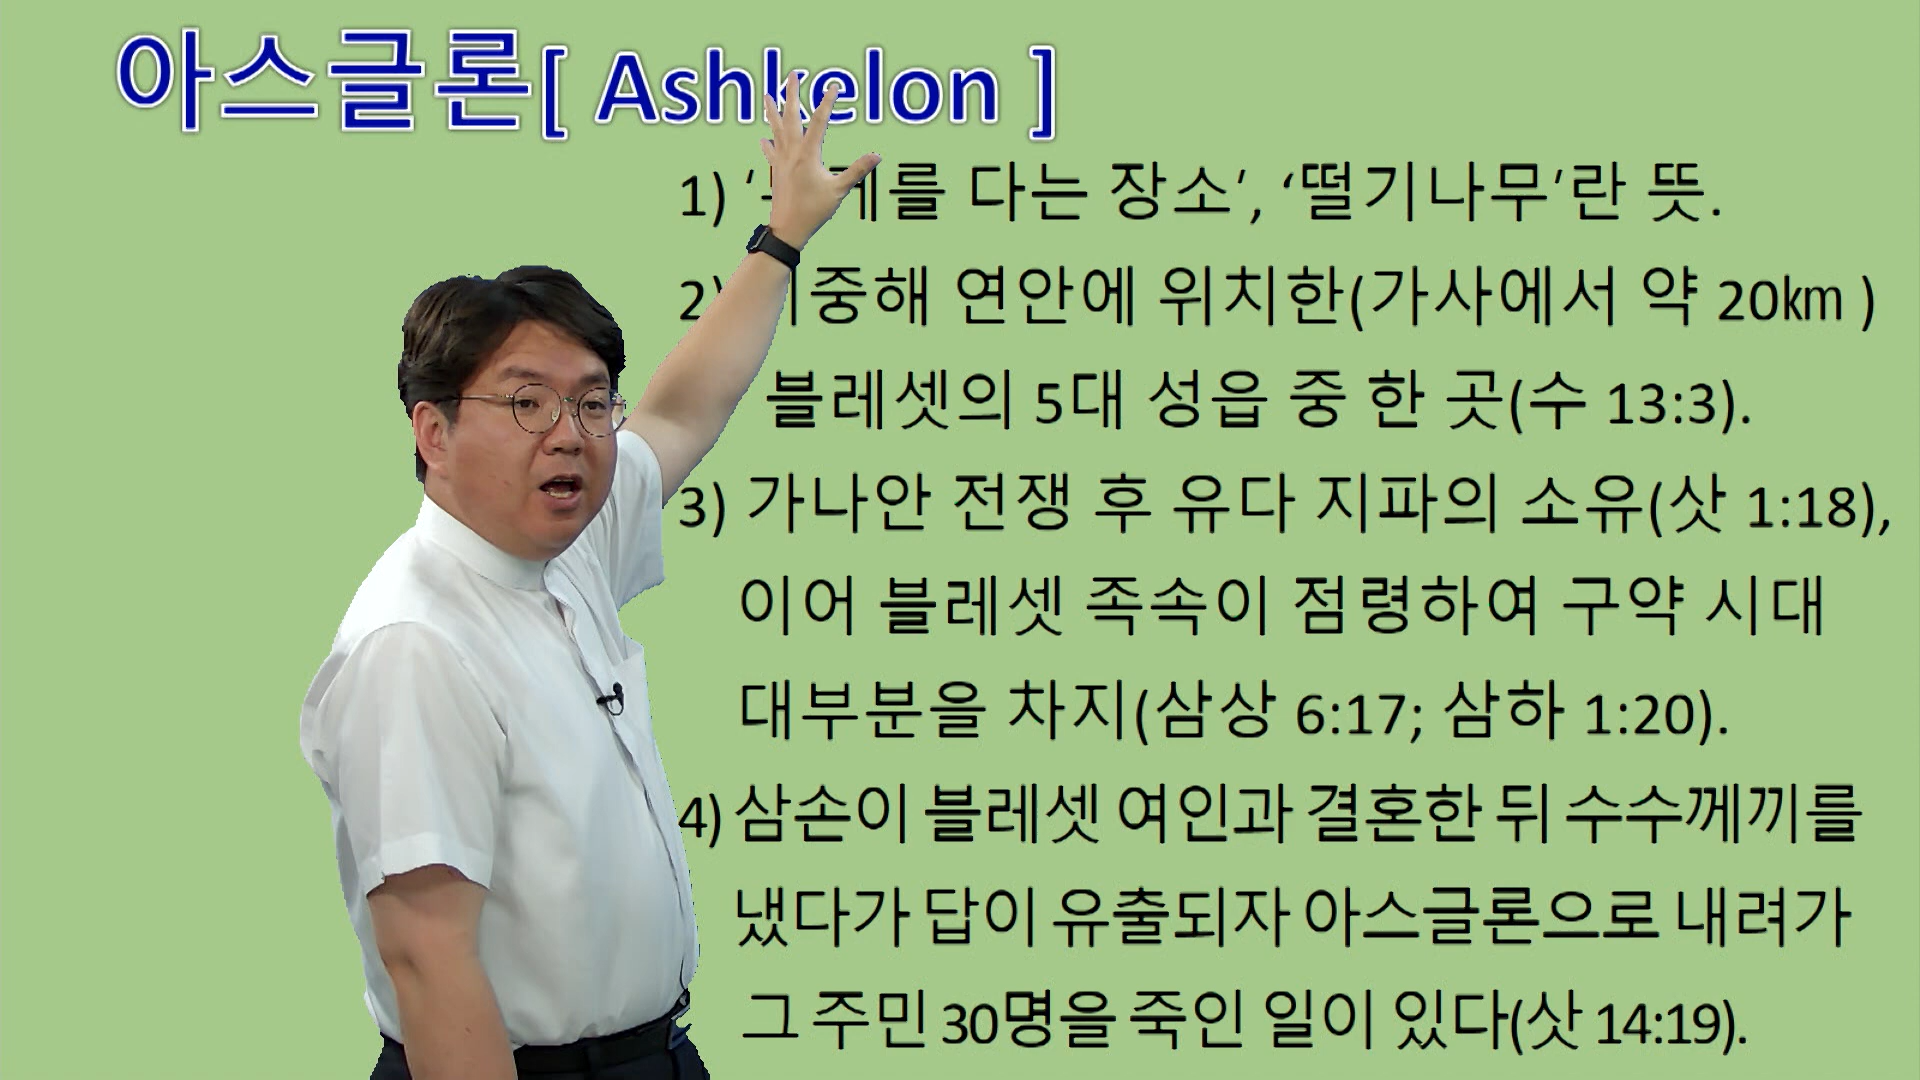 아스글론[ Ashkelon ]
1) 다는 장소’, ‘떨기나무’란 뜻.
2) 연안에 위치한(가사에서 약 20㎞ )
블레셋의 5대 성읍 중 한 곳(수 13:3).
3) 가나안 전쟁 후 유다 지파의 소유(삿 1:18),
이어 블레셋 족속이 점령하여 구약 시대
대부분을 차지(삼상 6:17; 삼하 1:20).
4) 삼손이 블레셋 여인과 결혼한 뒤 수수께끼를
냈다가 답이 유출되자 아스글론으로 내려가
그 주민 30명을 죽인 일이 있다(삿 14:19).